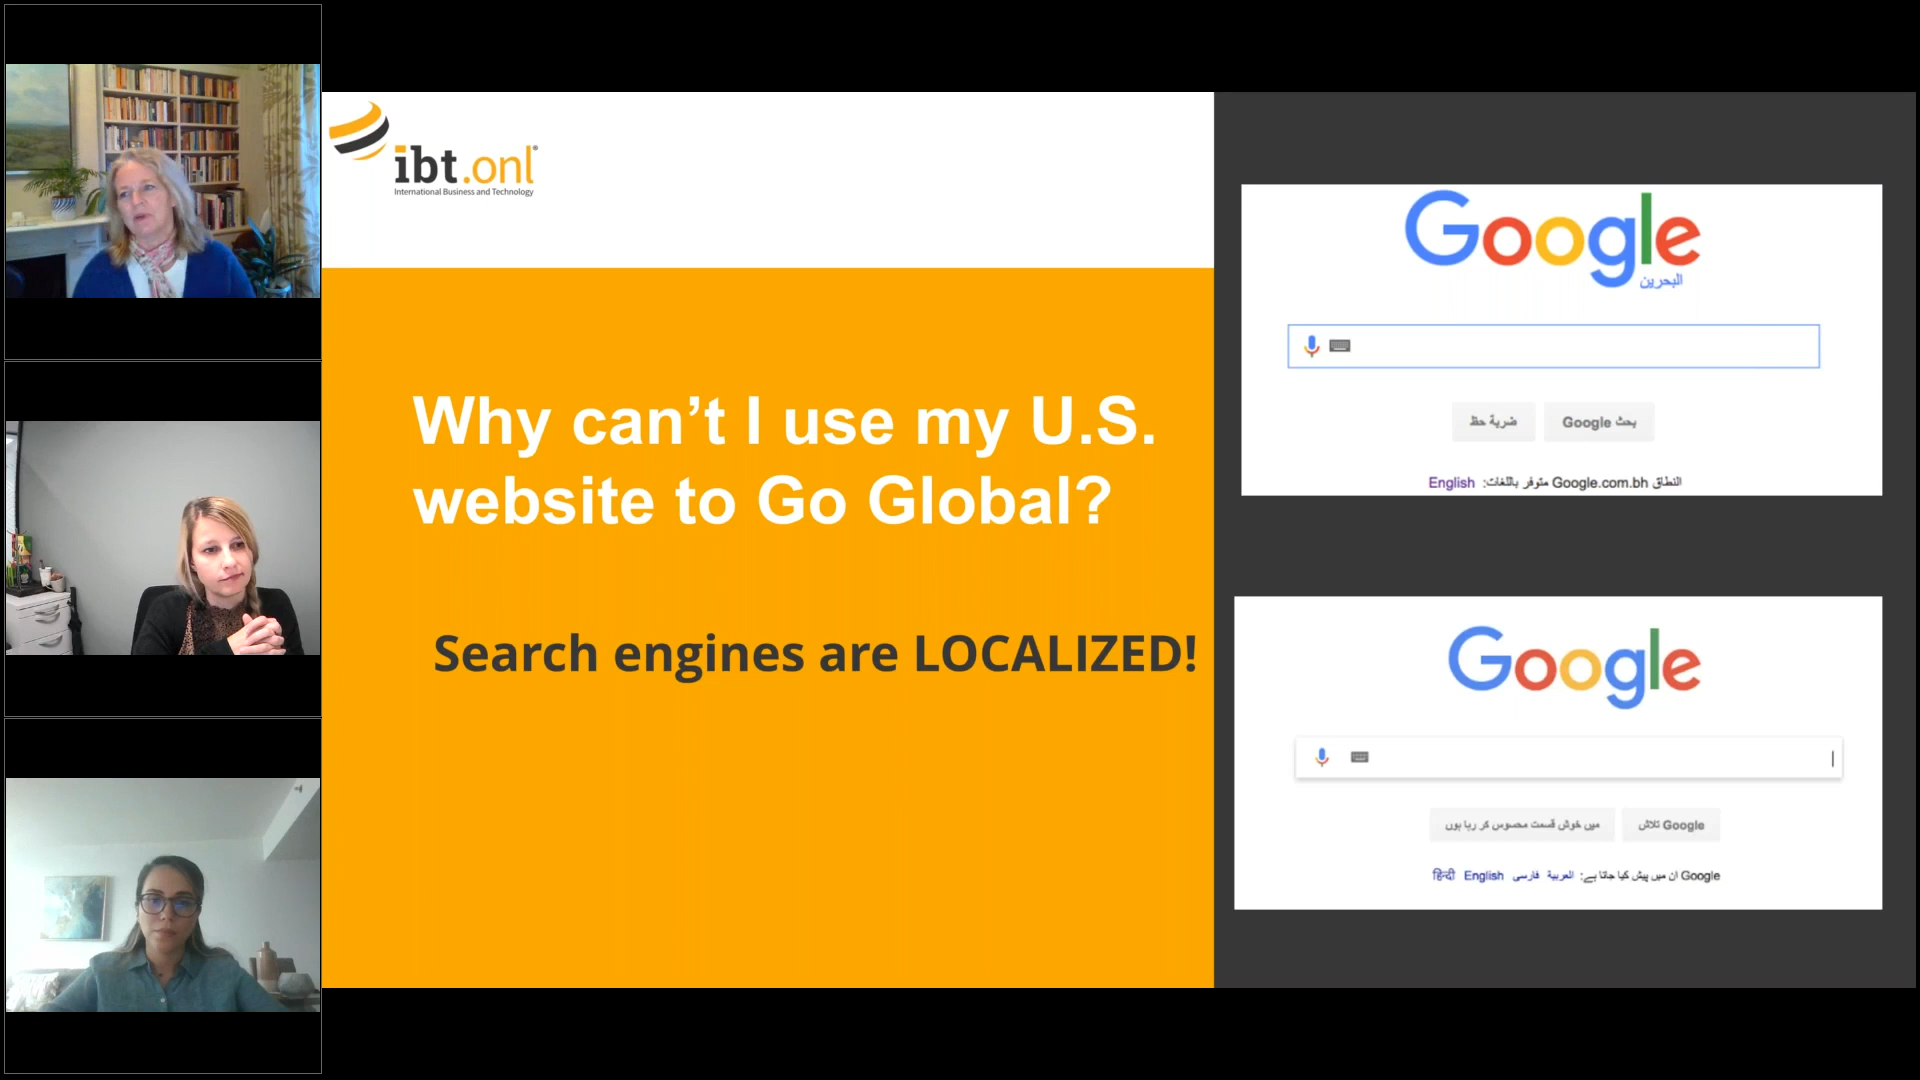 ibt.onl®
International Business and Technology
Why can’t I use my U.S.
website to Go Global?
Search engines are LOCALIZED!
Google
البحرين
بحث Google
ضربة حظ
النطاق Google.com.bh متوفر باللغات: English
Google
Google تلاش
میں خوش قسمت محسوس کر رہا ہوں
Google ان میں پیش کیا جاتا ہے: العربية فارسی English हिन्दी